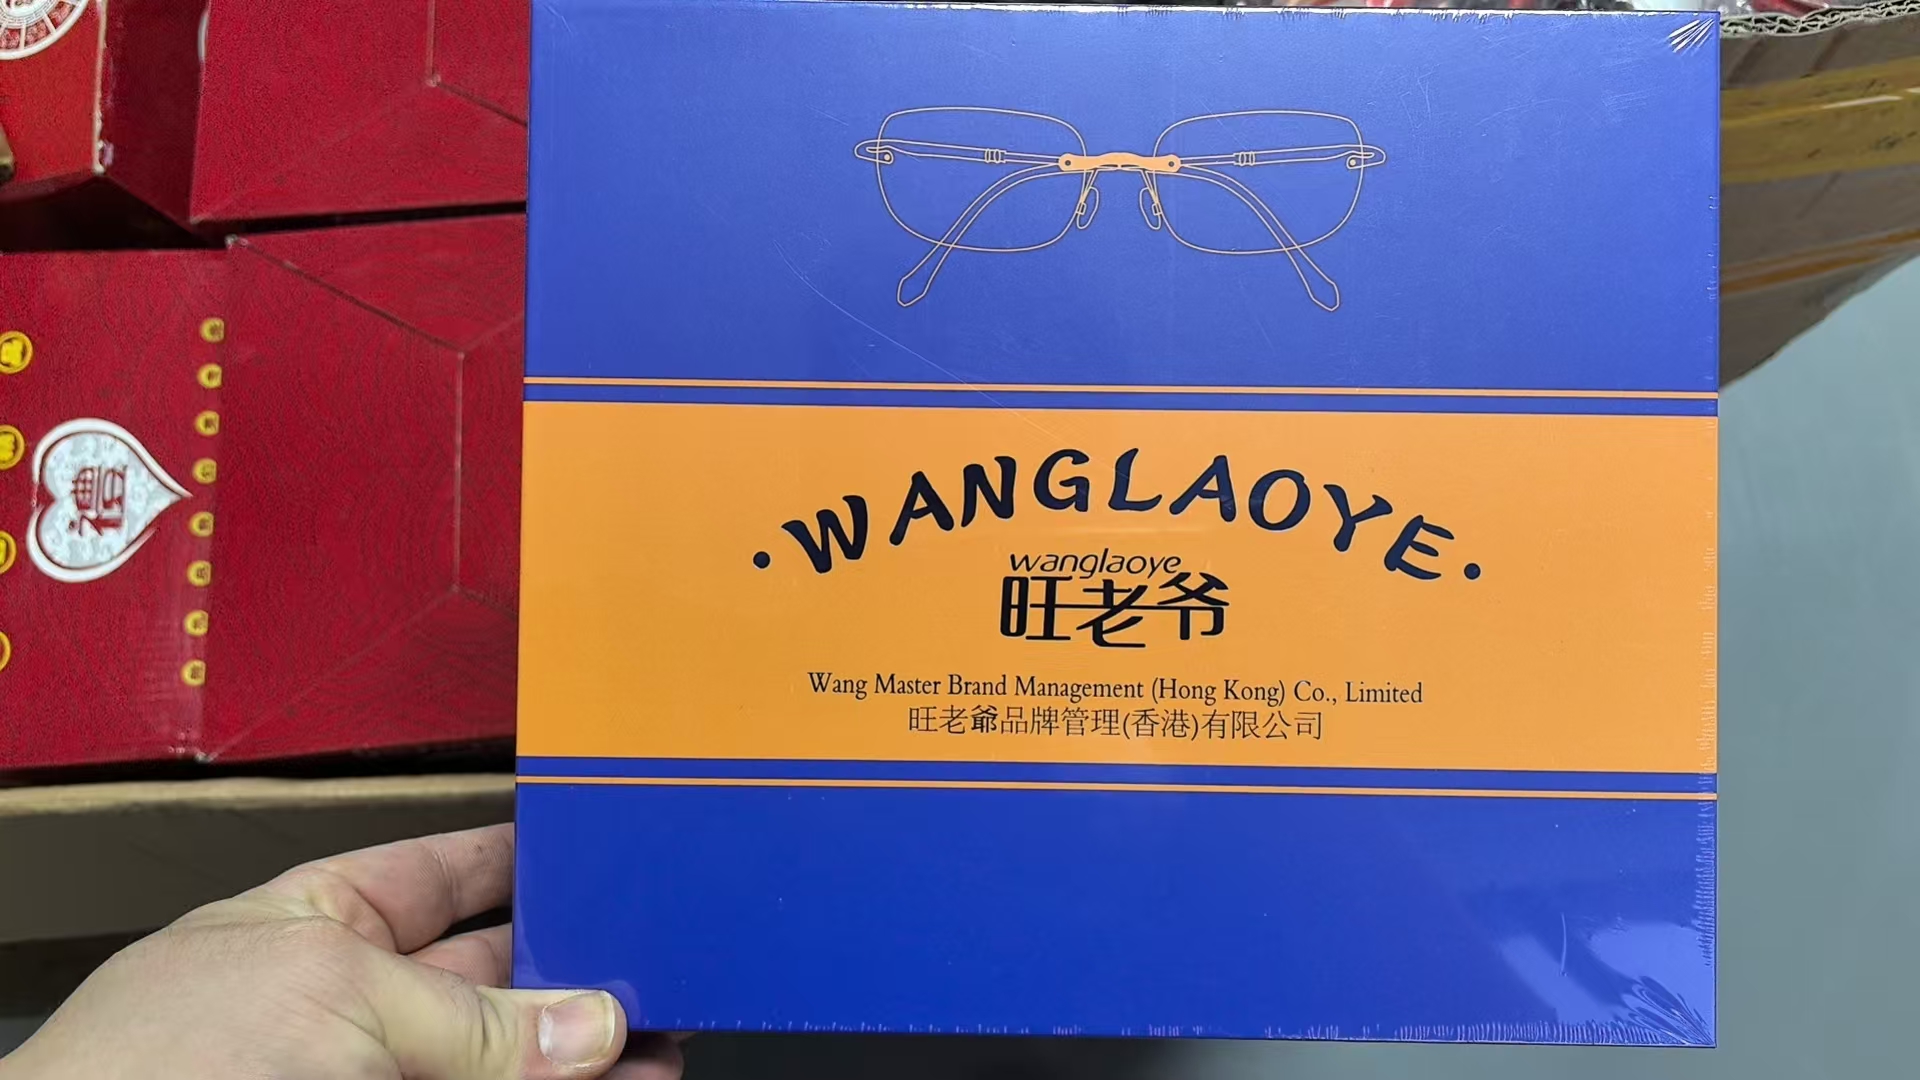 ·WANGLAOYE·
wanglaoye
旺老爷
Wang Master Brand Management (Hong Kong) Co., Limited
旺老爺品牌管理(香港)有限公司
禮